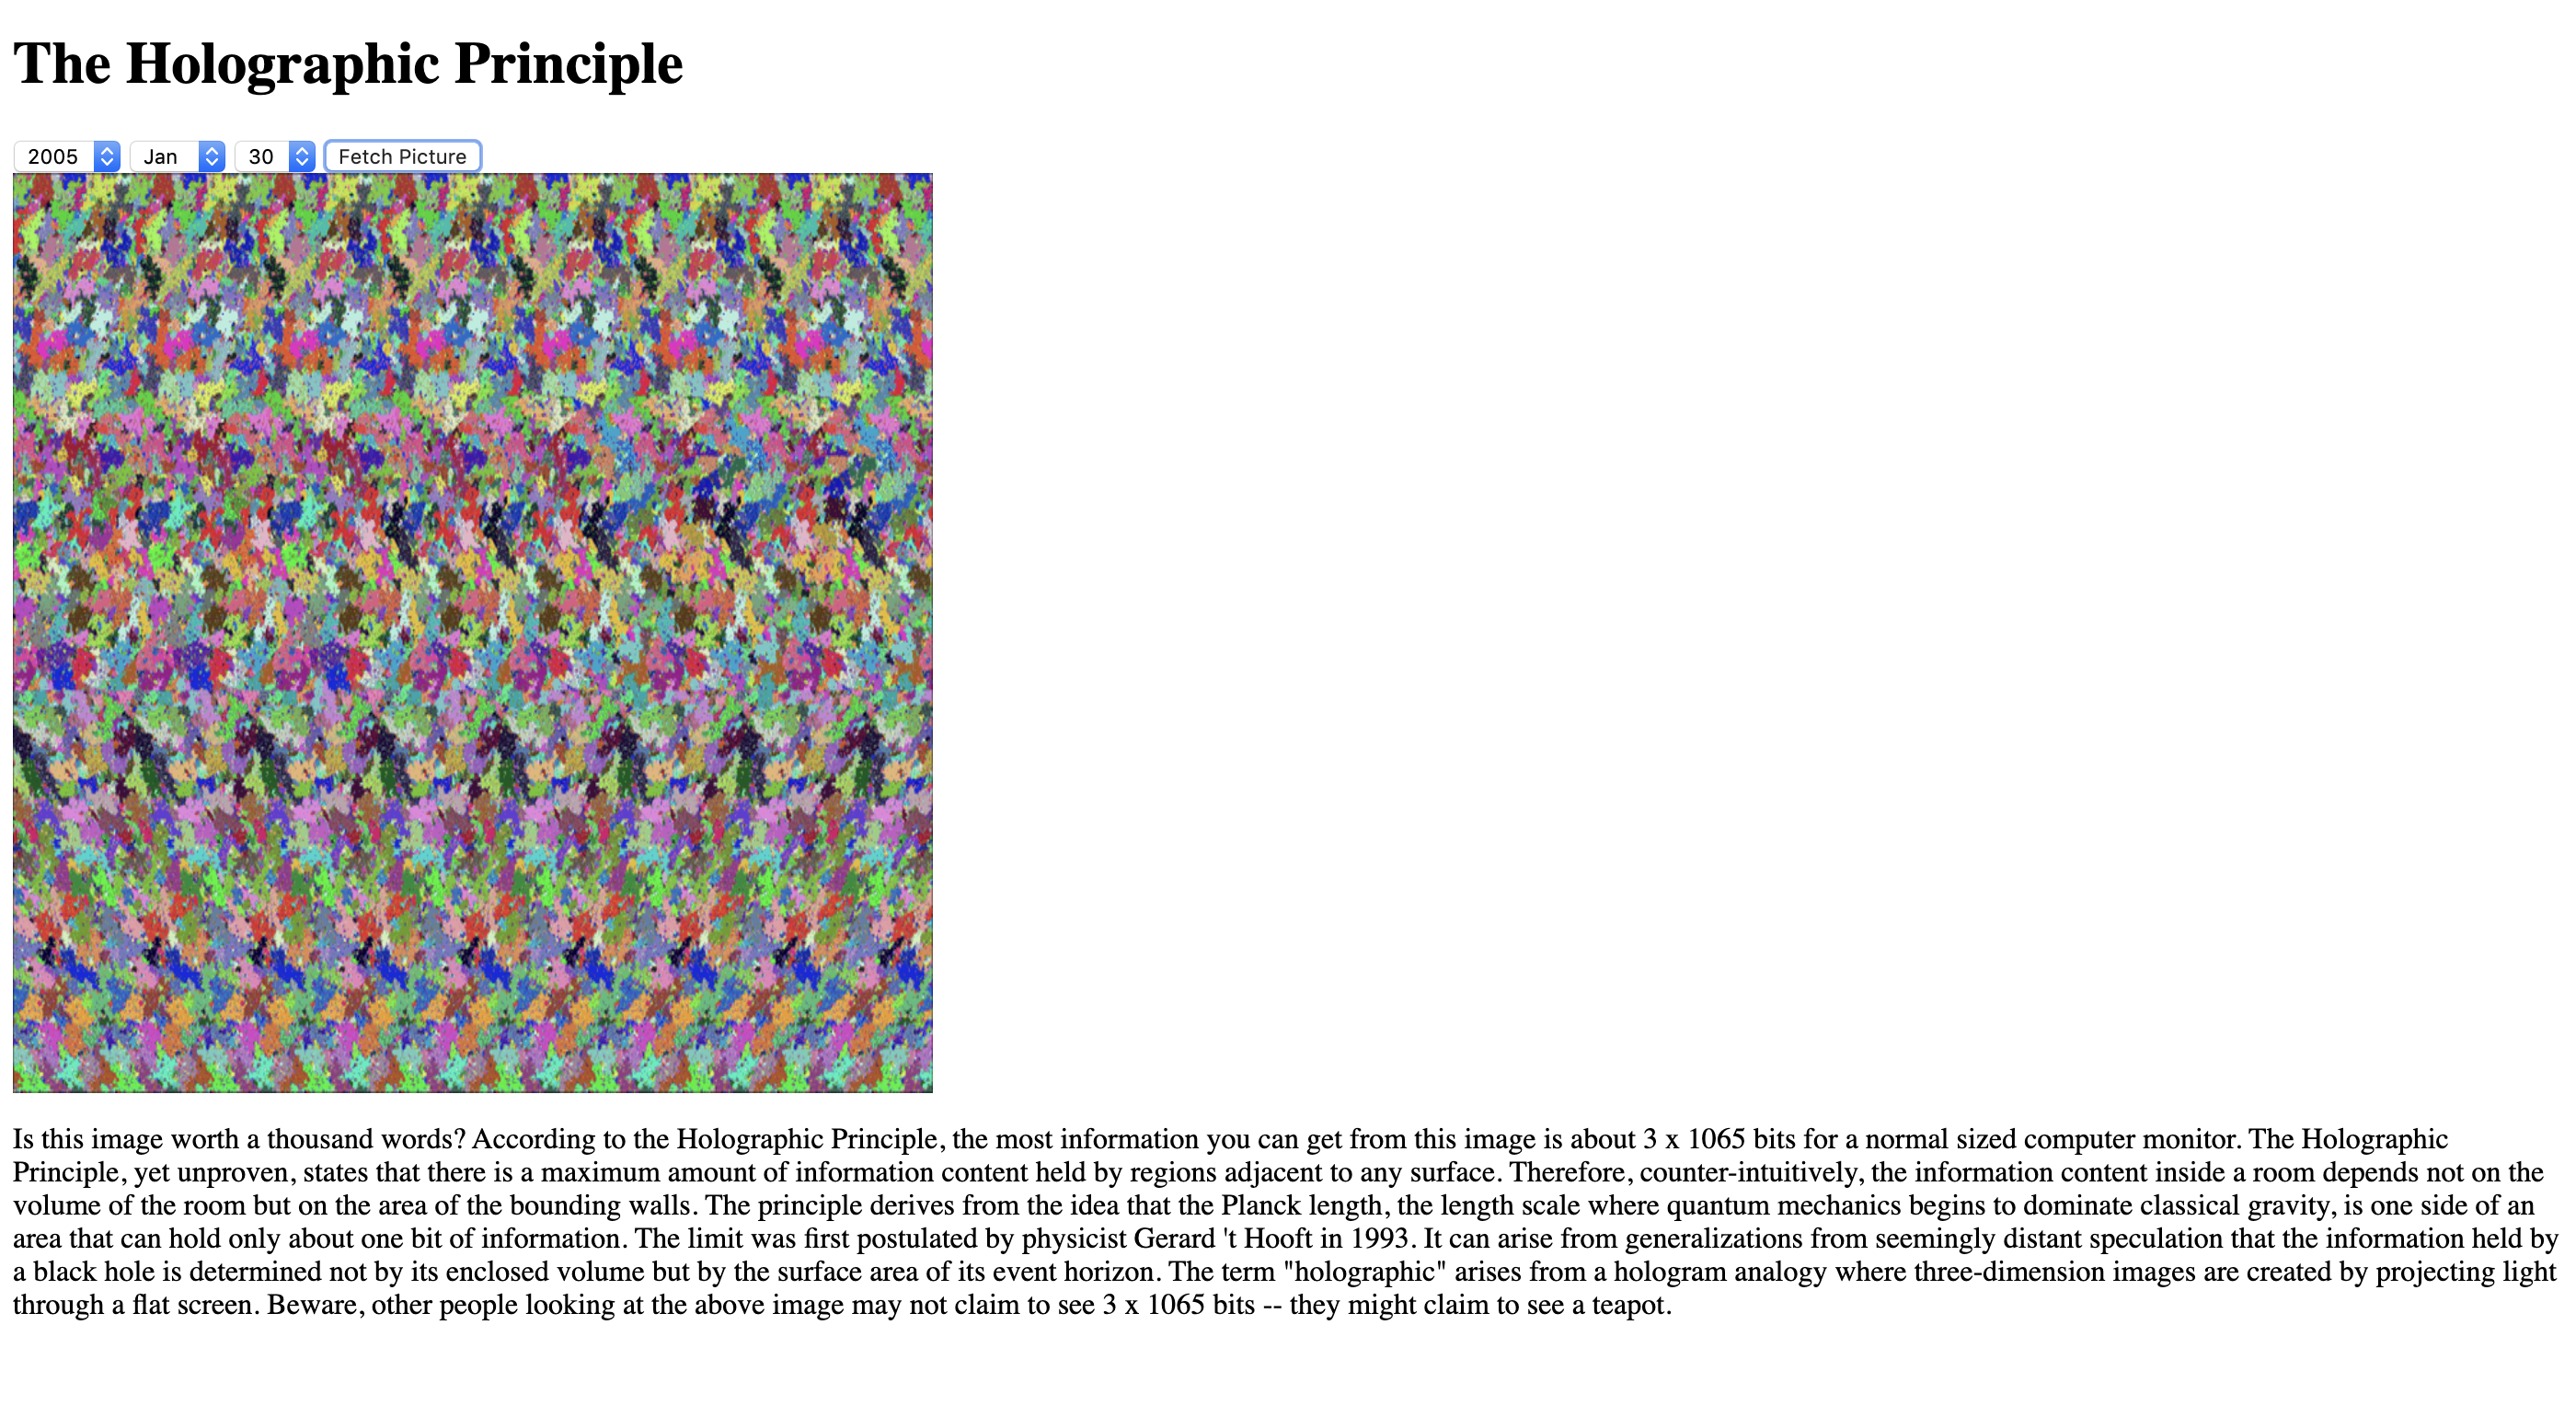 The Holographic Principle
2005 Jan 30 Fetch Picture
Is this image worth a thousand words? According to the Holographic Principle, the most information you can get from this image is about 3 x 1065 bits for a normal sized computer monitor. The Holographic
Principle, yet unproven, states that there is a maximum amount of information content held by regions adjacent to any surface. Therefore, counter-intuitively, the information content inside a room depends not on the
volume of the room but on the area of the bounding walls. The principle derives from the idea that the Planck length, the length scale where quantum mechanics begins to dominate classical gravity, is one side of an
area that can hold only about one bit of information. The limit was first postulated by physicist Gerard 't Hooft in 1993. It can arise from generalizations from seemingly distant speculation that the information held by
a black hole is determined not by its enclosed volume but by the surface area of its event horizon. The term "holographic" arises from a hologram analogy where three-dimension images are created by projecting light
through a flat screen. Beware, other people looking at the above image may not claim to see 3 x 1065 bits -- they might claim to see a teapot.